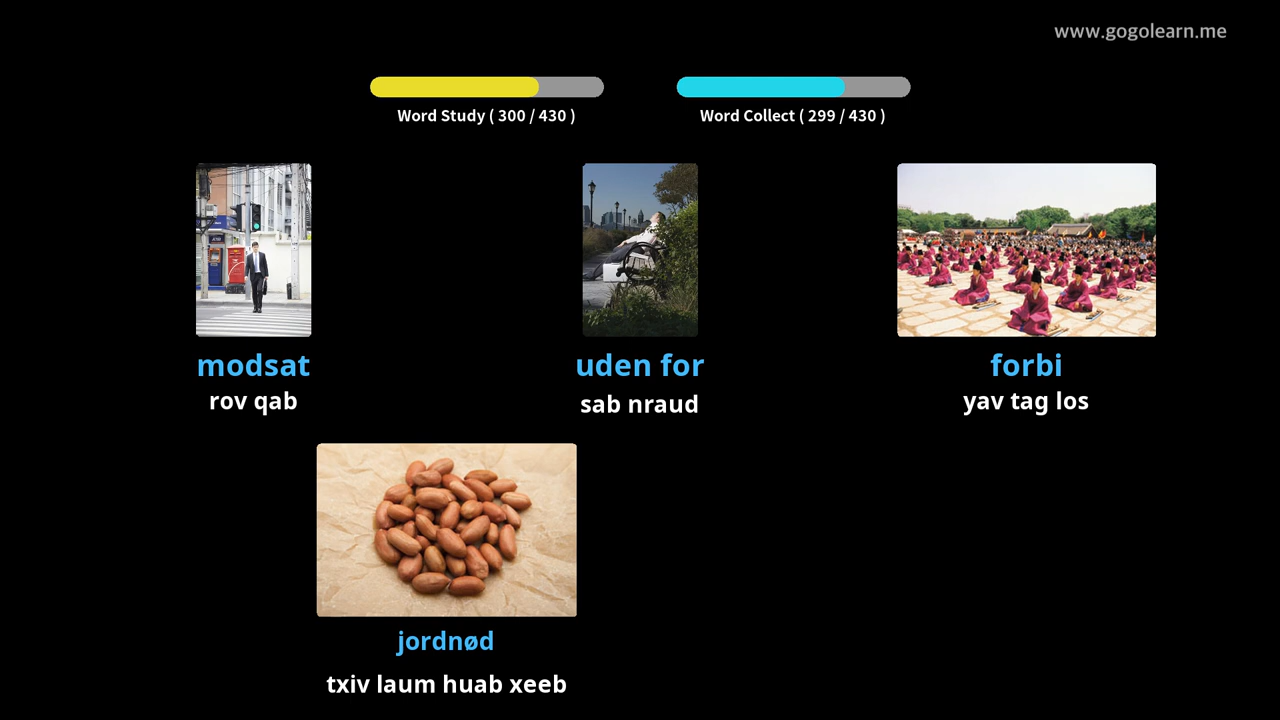 www.gogolearn.me
Word Study ( 300 / 430 )
Word Collect ( 299 / 430 )
modsat
rov qab
uden for
sab nraud
forbi
yav tag los
jordnød
txiv laum huab xeeb